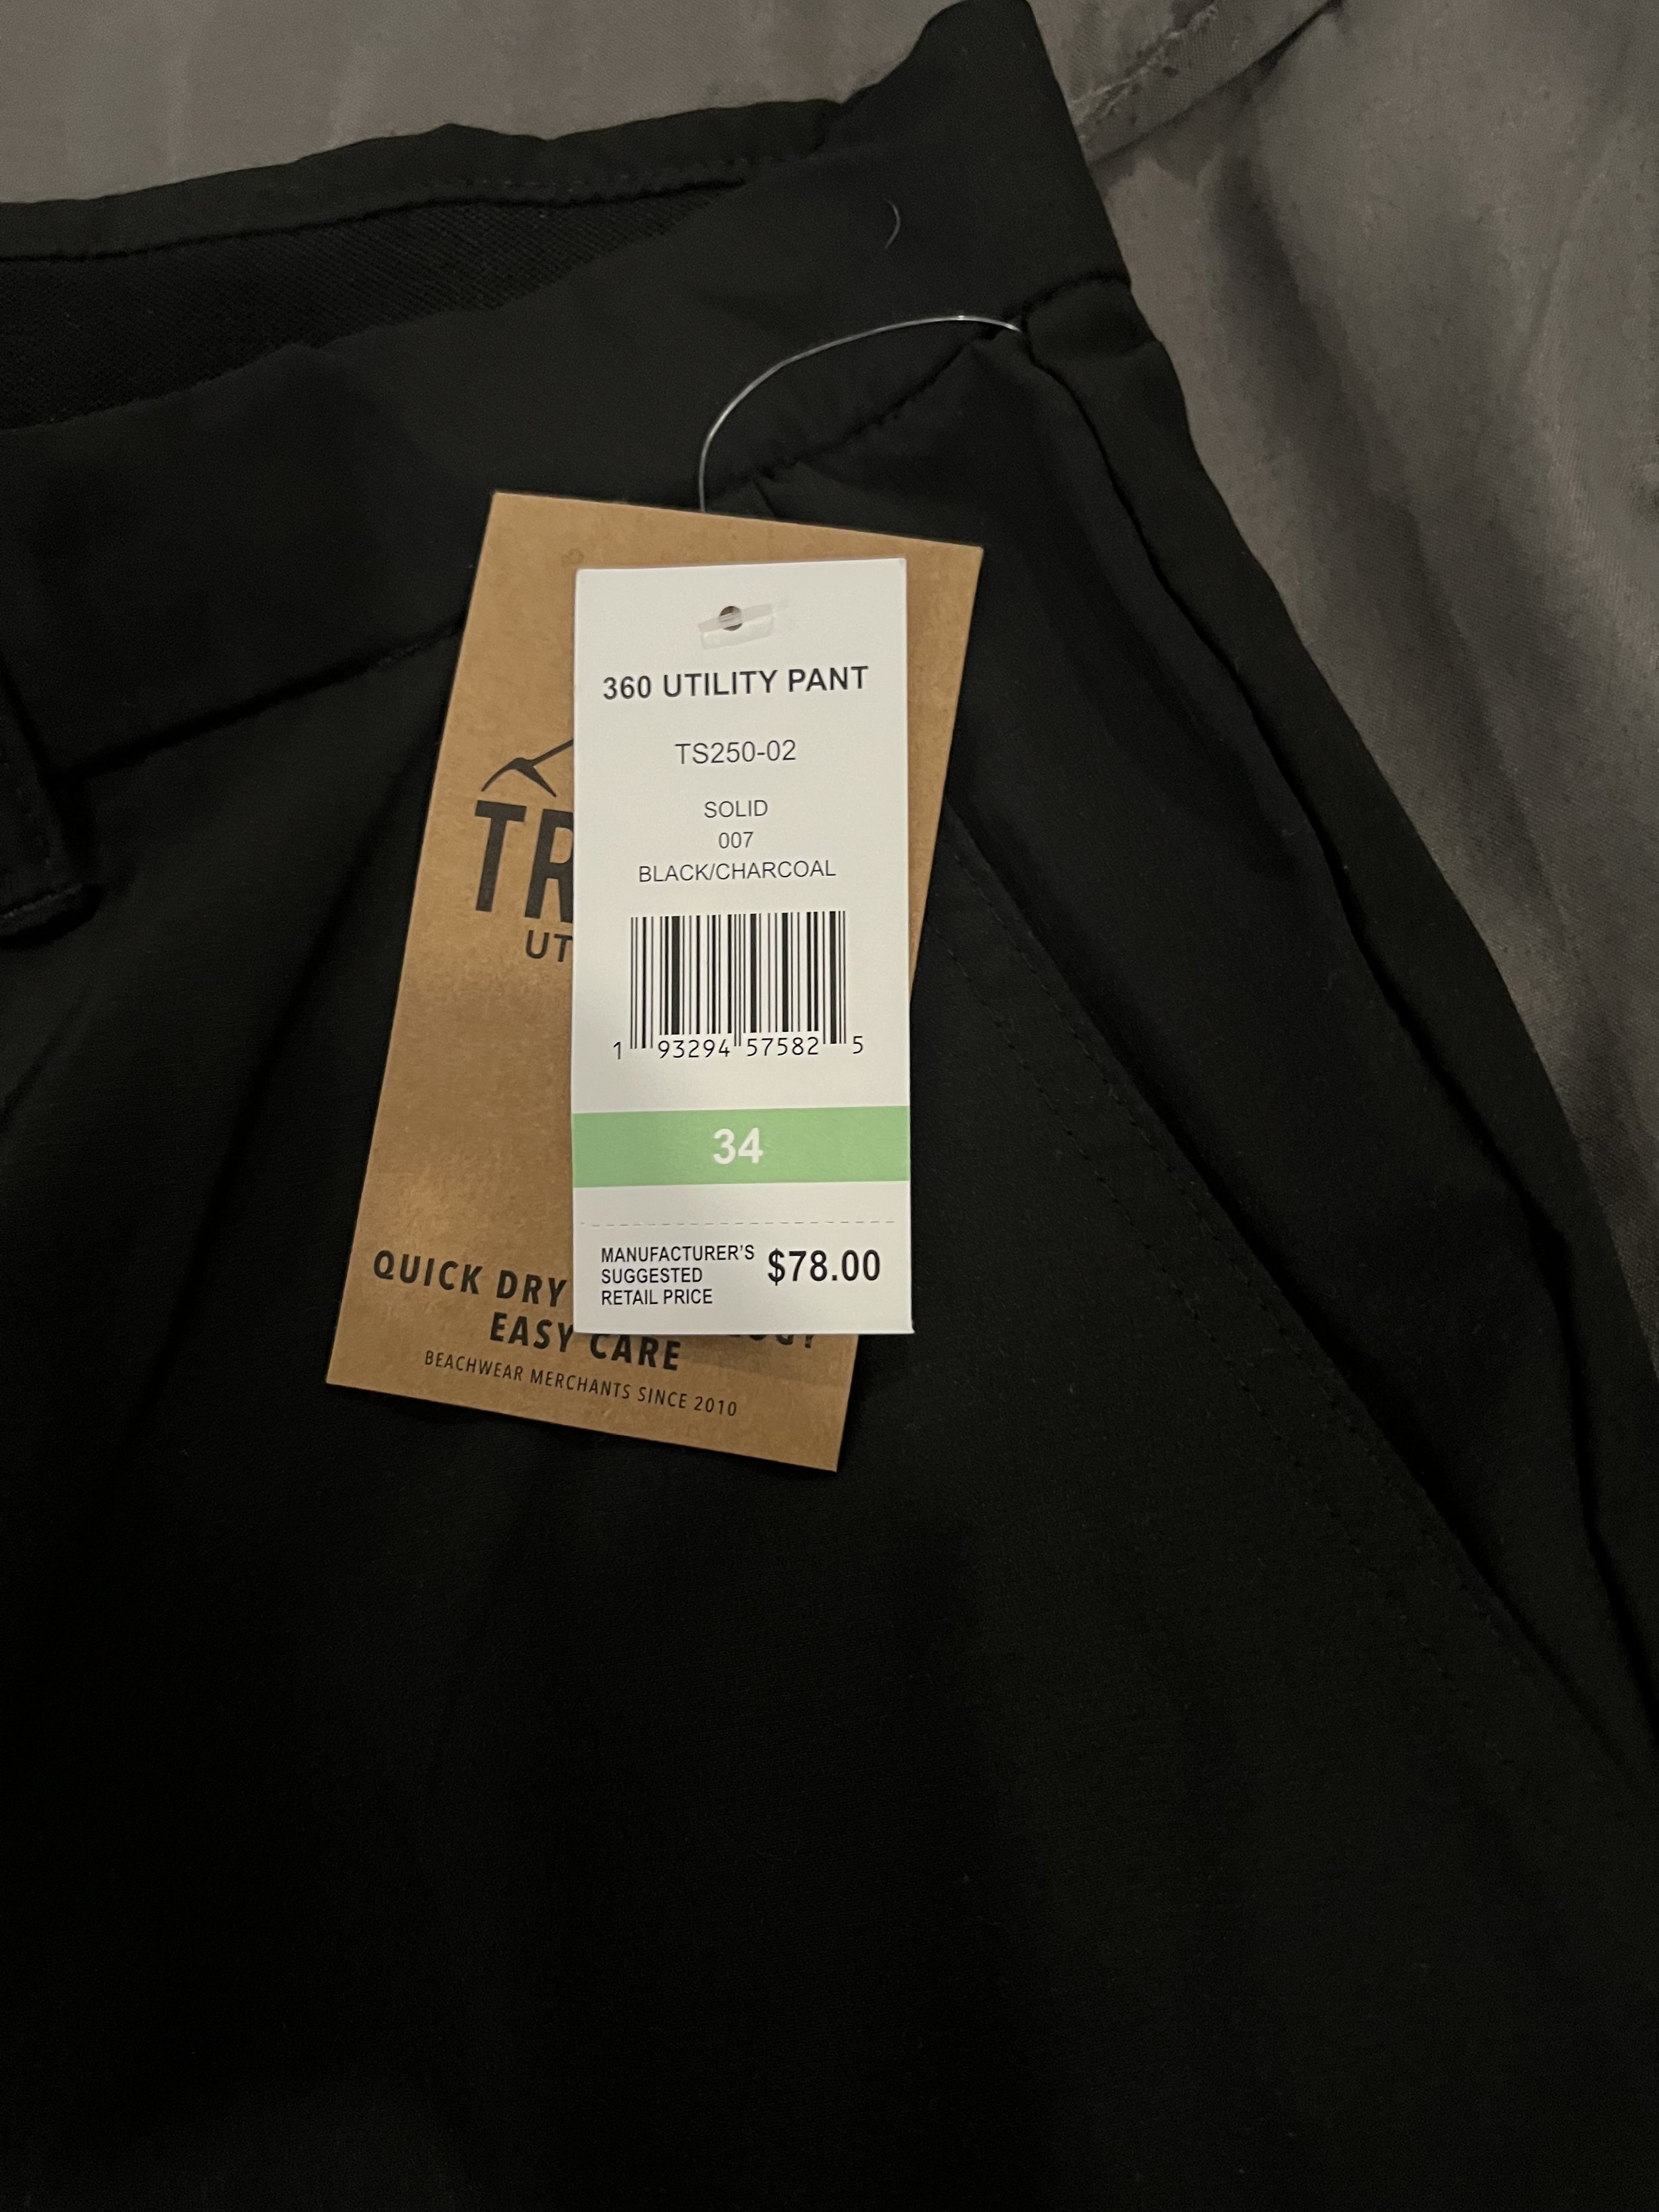 360 UTILITY PANT
TS250-02
SOLID
007
BLACK/CHARCOAL
1 93294 57582 5
34
MANUFACTURER'S
SUGGESTED
RETAIL PRICE
$78.00
TR
UT
QUICK DRY
EASY CARE
BEACHWEAR MERCHANTS SINCE 2010